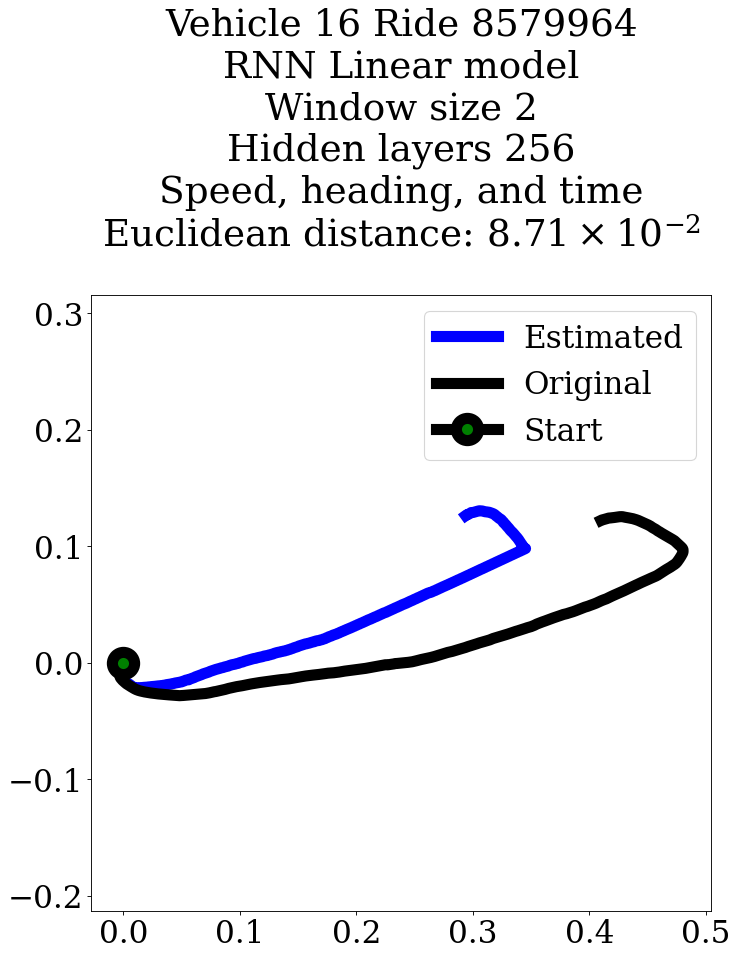 Vehicle 16 Ride 8579964
RNN Linear model
Window size 2
Hidden layers 256
Speed, heading, and time
Euclidean distance: 8.71 × 10⁻²
Estimated
Original
Start
0.3
0.2
0.1
0.0
−0.1
−0.2
0.0 0.1 0.2 0.3 0.4 0.5